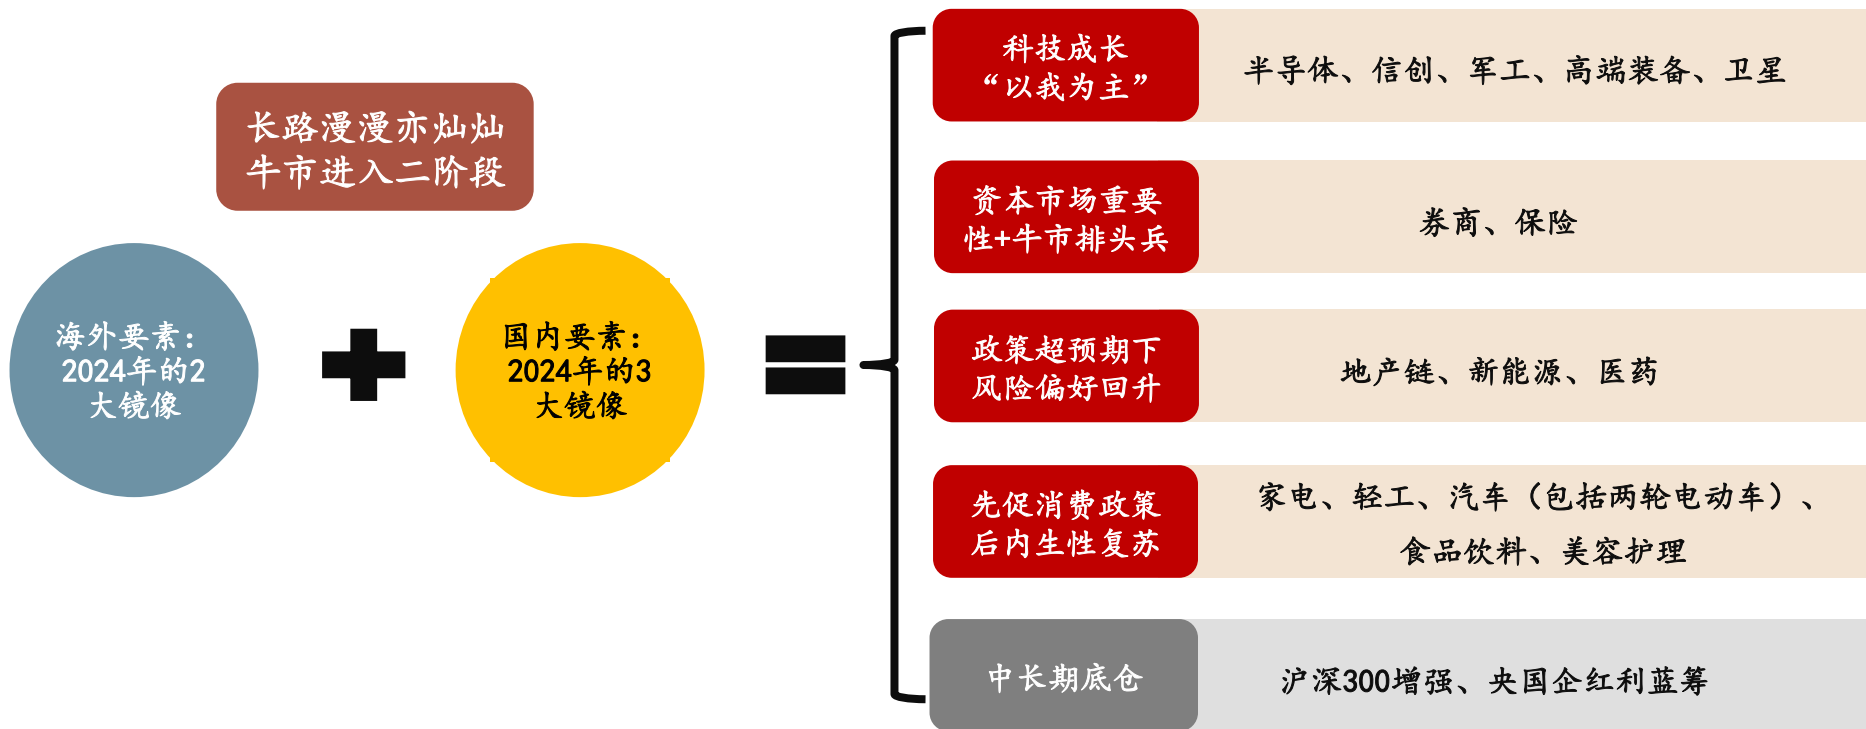 长路漫漫亦灿灿
牛市进入二阶段
海外要素：
2024年的2
大镜像
国内要素：
2024年的3
大镜像
科技成长
“以我为主”
半导体、信创、军工、高端装备、卫星
资本市场重要
性+牛市排头兵
券商、保险
政策超预期下
风险偏好回升
地产链、新能源、医药
先促消费政策
后内生性复苏
家电、轻工、汽车（包括两轮电动车）、
食品饮料、美容护理
中长期底仓
沪深300增强、央国企红利蓝筹